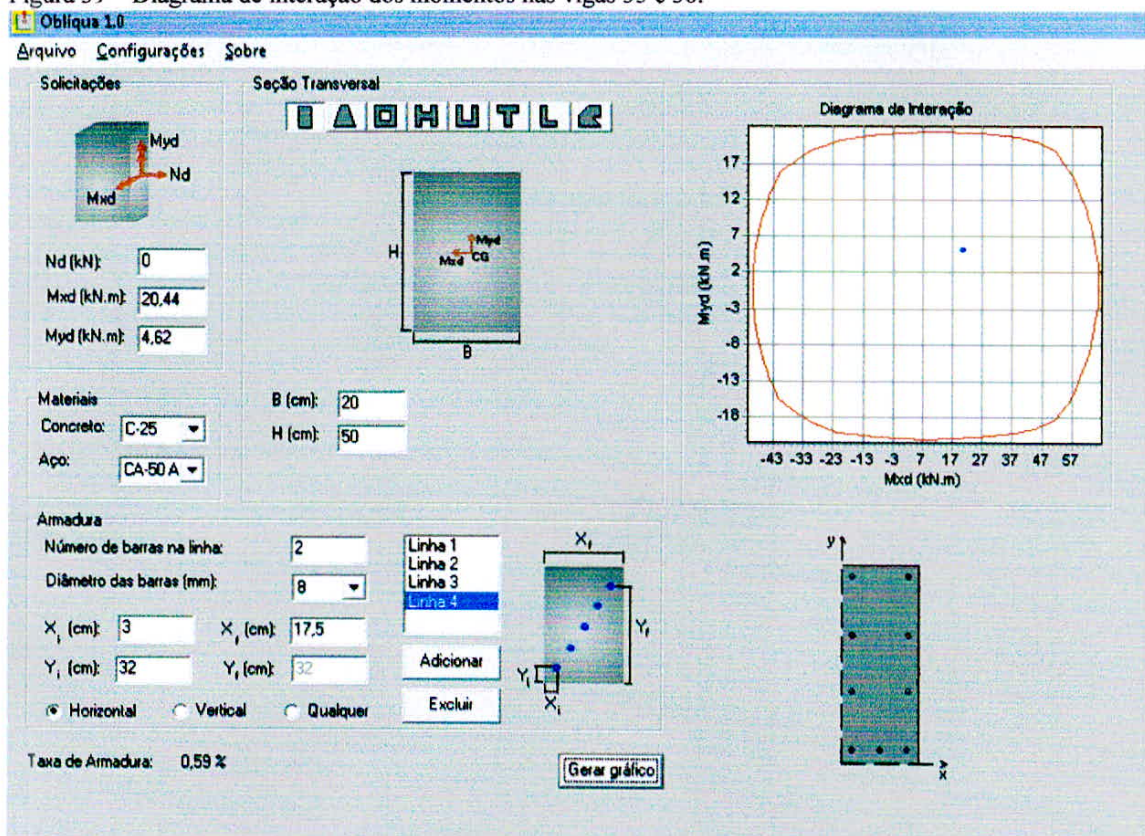 Figura 39 – Diagrama de interação dos momentos nas vigas 35 e 36.
Obliqua 1.0
Arquivo Configurações Sobre
Solicitações
Myd
Nd
Mxd
Nd (kN): 0
Mxd (kN.m): 20,44
Myd (kN.m): 4,62
Seção Transversal
H
Myd
Mxd CG
B
B (cm): 20
H (cm): 50
Diagrama de Interação
Myd (kN.m)
17
12
7
2
-3
-8
-13
-18
-43 -33 -23 -13 -3 7 17 27 37 47 57
Mxd (kN.m)
Materiais
Concreto: C-25
Aço: CA-50 A
Armadura
Número de barras na linha: 2
Diâmetro das barras (mm): 8
Xi (cm): 3 Xf (cm): 17,5
Yi (cm): 32 Yf (cm): 32
Horizontal Vertical Qualquer
Linha 1
Linha 2
Linha 3
Linha 4
Adicionar
Excluir
Xf
Yf
Yi
Xi
y
x
Taxa de Armadura: 0,59 %
Gerar gráfico